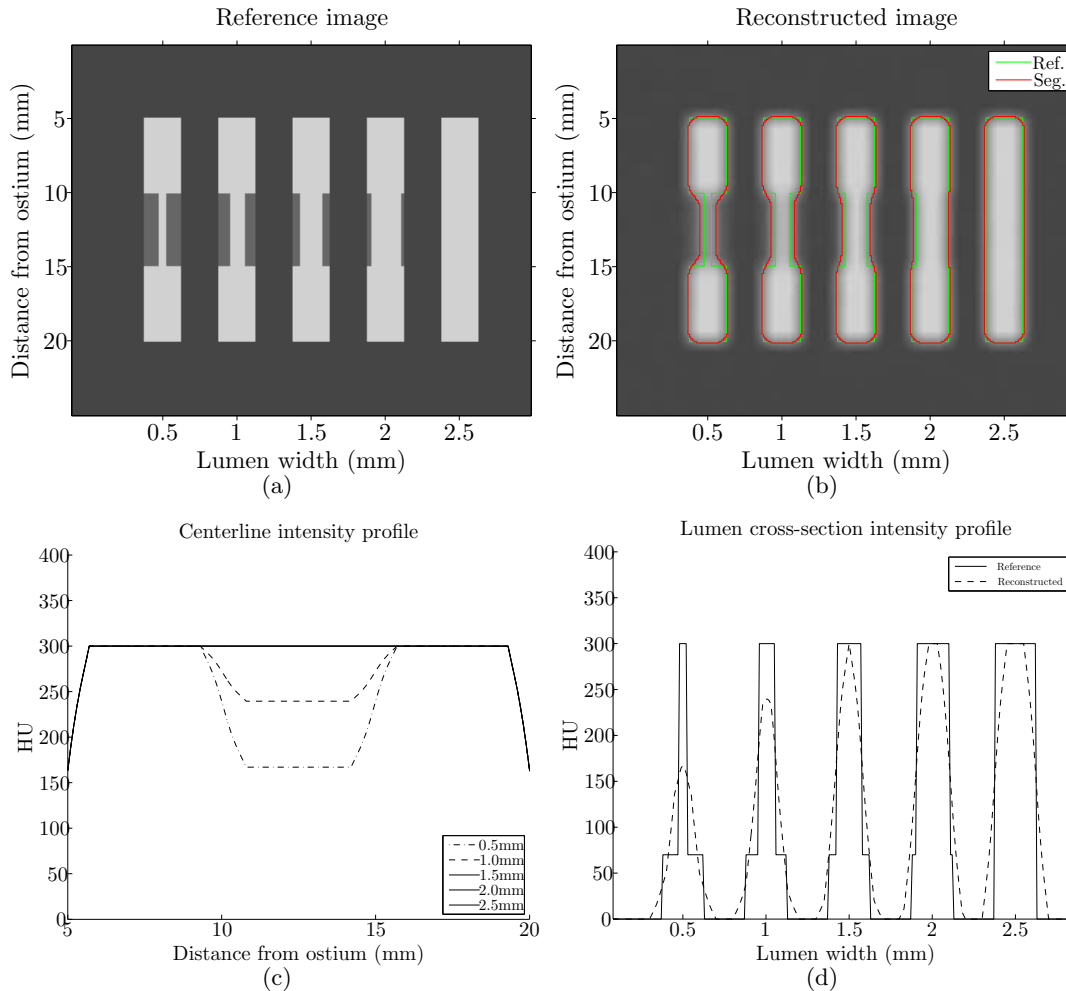 Reference image
Distance from ostium (mm)
5
10
15
20
0.5 1 1.5 2 2.5
Lumen width (mm)
(a)
Reconstructed image
Ref.
Seg.
Distance from ostium (mm)
5
10
15
20
0.5 1 1.5 2 2.5
Lumen width (mm)
(b)
Centerline intensity profile
HU
400
350
300
250
200
150
100
50
0
0.5mm
1.0mm
1.5mm
2.0mm
2.5mm
5 10 15 20
Distance from ostium (mm)
(c)
Lumen cross-section intensity profile
Reference
Reconstructed
HU
400
350
300
250
200
150
100
50
0
0.5 1 1.5 2 2.5
Lumen width (mm)
(d)